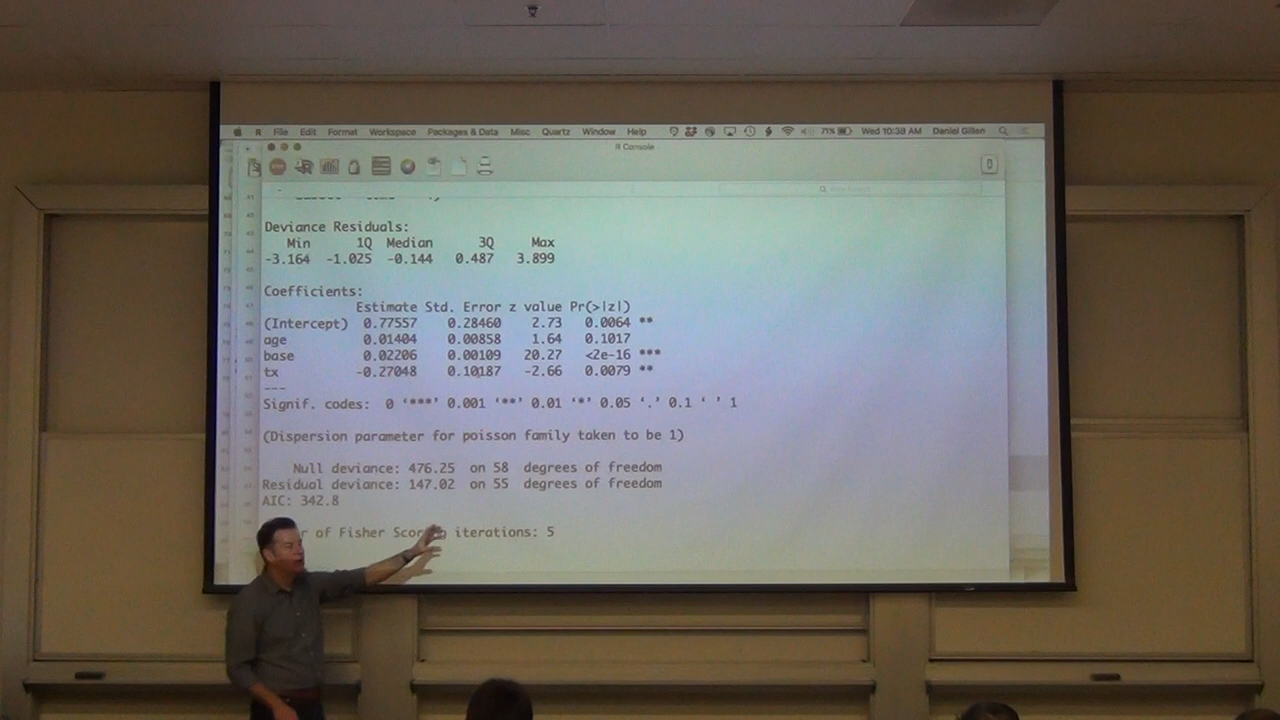 R File Edit Format Workspace Packages & Data Misc Quartz Window Help 71% Wed 10:38 AM Daniel Gillen
R Console
Deviance Residuals:
Min 1Q Median 3Q Max
-3.164 -1.025 -0.144 0.487 3.899
Coefficients:
Estimate Std. Error z value Pr(>|z|)
(Intercept) 0.77557 0.28460 2.73 0.0064 **
age 0.01404 0.00858 1.64 0.1017
base 0.02206 0.00109 20.27 <2e-16 ***
tx -0.27048 0.10187 -2.66 0.0079 **
---
Signif. codes: 0 ‘***’ 0.001 ‘**’ 0.01 ‘*’ 0.05 ‘.’ 0.1 ‘ ’ 1
(Dispersion parameter for poisson family taken to be 1)
Null deviance: 476.25 on 58 degrees of freedom
Residual deviance: 147.02 on 55 degrees of freedom
AIC: 342.8
of Fisher iterations: 5